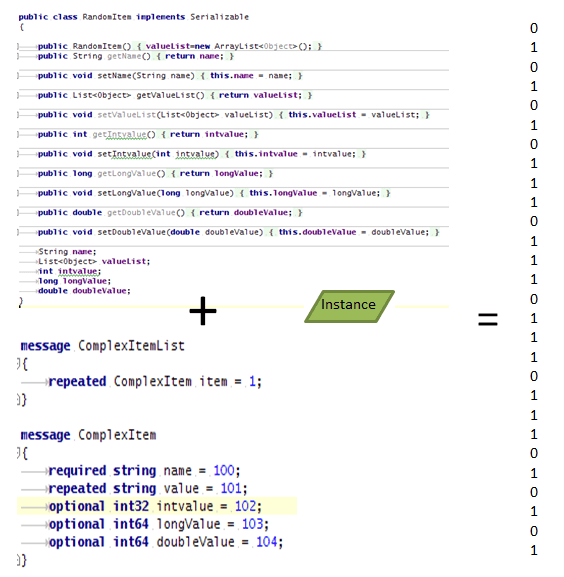 public class RandomItem implements Serializable
{
public RandomItem() { valueList=new ArrayList<Object>(); }
public String getName() { return name; }
public void setName(String name) { this.name = name; }
public List<Object> getValueList() { return valueList; }
public void setValueList(List<Object> valueList) { this.valueList = valueList; }
public int getIntvalue() { return intvalue; }
public void setIntvalue(int intvalue) { this.intvalue = intvalue; }
public long getLongValue() { return longValue; }
public void setLongValue(long longValue) { this.longValue = longValue; }
public double getDoubleValue() { return doubleValue; }
public void setDoubleValue(double doubleValue) { this.doubleValue = doubleValue; }
String name;
List<Object> valueList;
int intvalue;
long longValue;
double doubleValue;
}
+
Instance
=
message ComplexItemList
{
repeated ComplexItem item = 1;
}
message ComplexItem
{
required string name = 100;
repeated string value = 101;
optional int32 intvalue = 102;
optional int64 longValue = 103;
optional int64 doubleValue = 104;
}
0
1
0
1
0
1
0
1
1
1
0
1
1
1
0
1
1
1
0
1
1
1
0
1
0
1
0
1